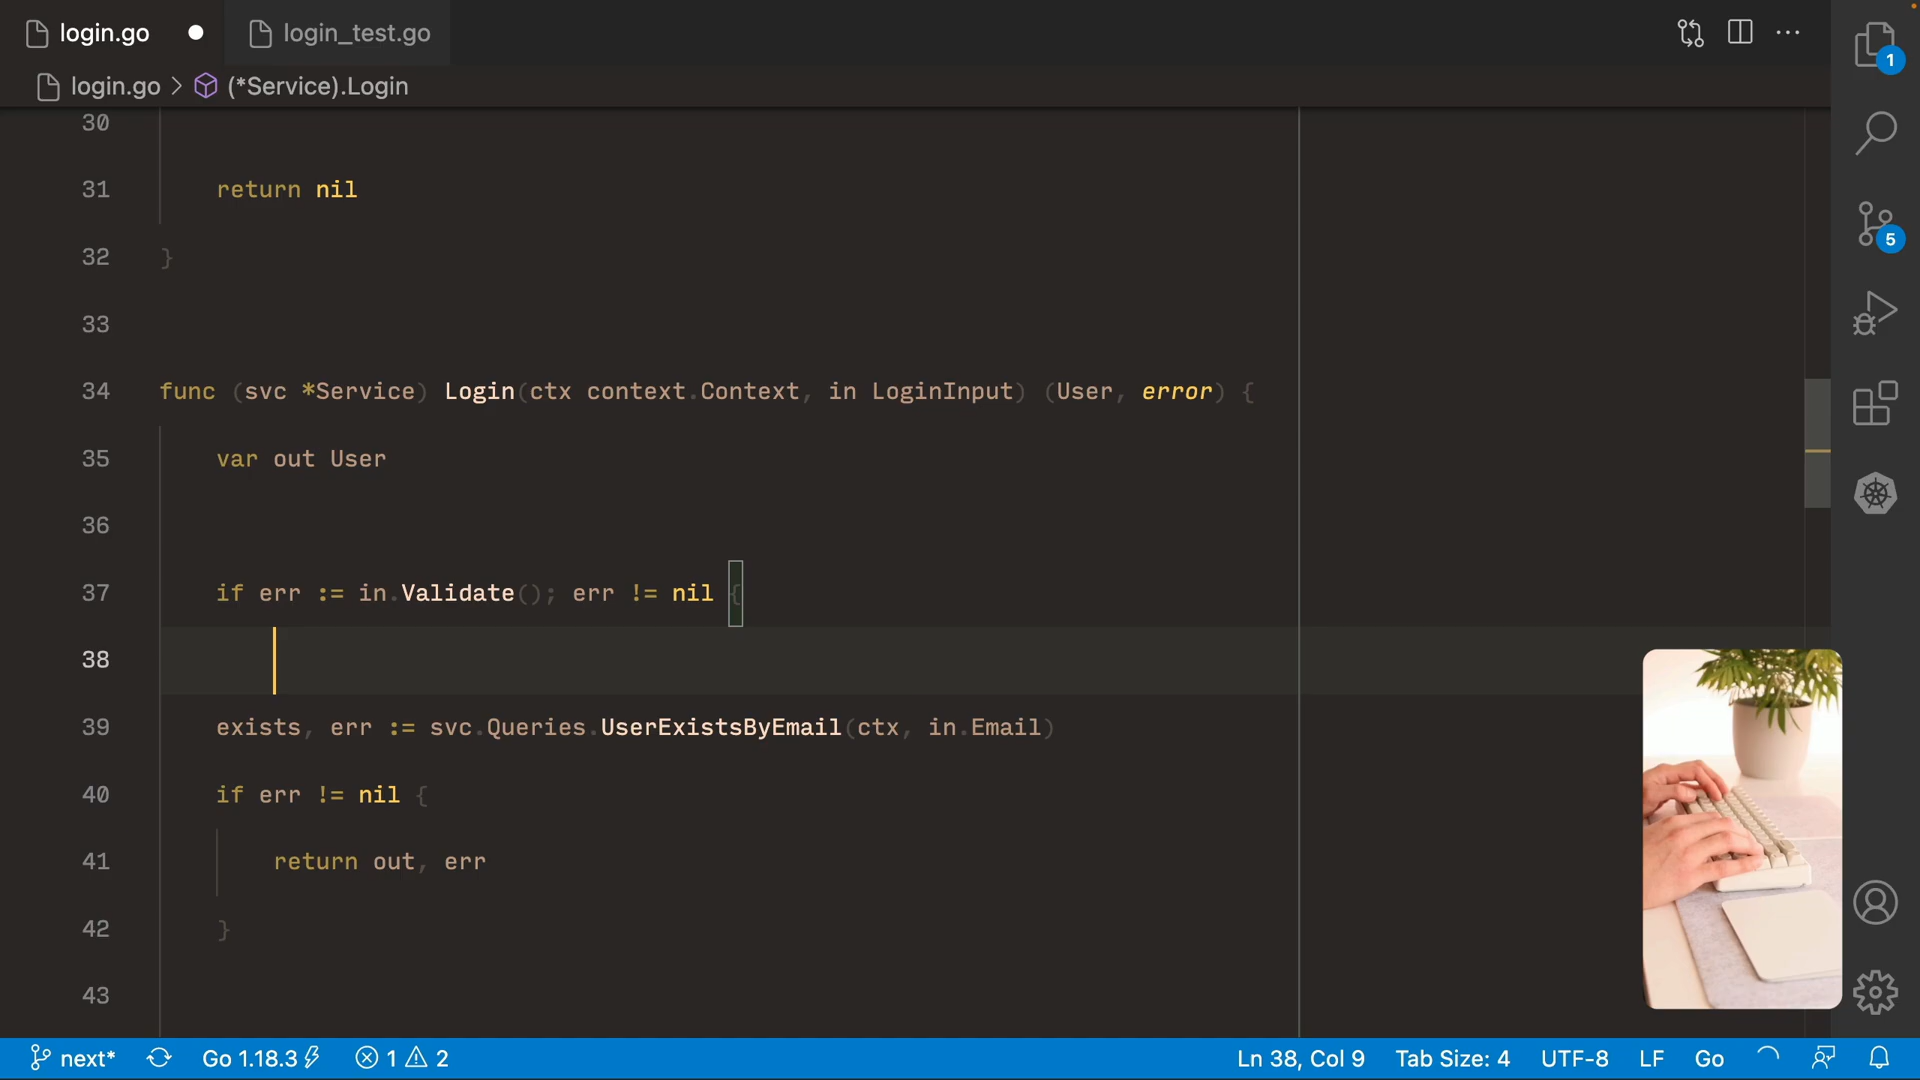 login.go
login_test.go
login.go > (*Service).Login
30
31 return nil
32 }
33
34 func (svc *Service) Login(ctx context.Context, in LoginInput) (User, error) {
35 var out User
36
37 if err := in.Validate(); err != nil {
38
39 exists, err := svc.Queries.UserExistsByEmail(ctx, in.Email)
40 if err != nil {
41 return out, err
42 }
43
1
5
next* Go 1.18.3 1 2 Ln 38, Col 9 Tab Size: 4 UTF-8 LF Go